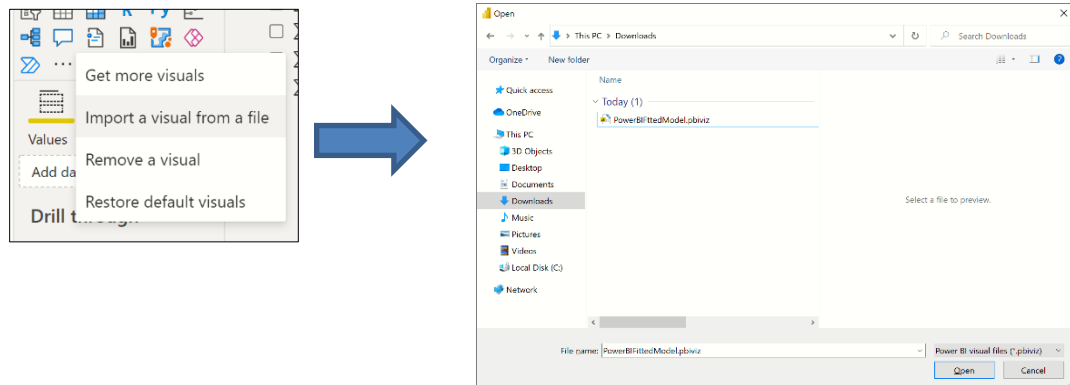 Get more visuals
Import a visual from a file
Remove a visual
Restore default visuals
Values
Add da
Drill through
Open
This PC > Downloads
Search Downloads
Organize
New folder
Quick access
OneDrive
This PC
3D Objects
Desktop
Documents
Downloads
Music
Pictures
Videos
Local Disk (C:)
Network
Name
Today (1)
PowerBIFttedModel.pbiviz
Select a file to preview.
File name: PowerBIFittedModel.pbiviz
Power BI visual files (*.pbiviz)
Open
Cancel